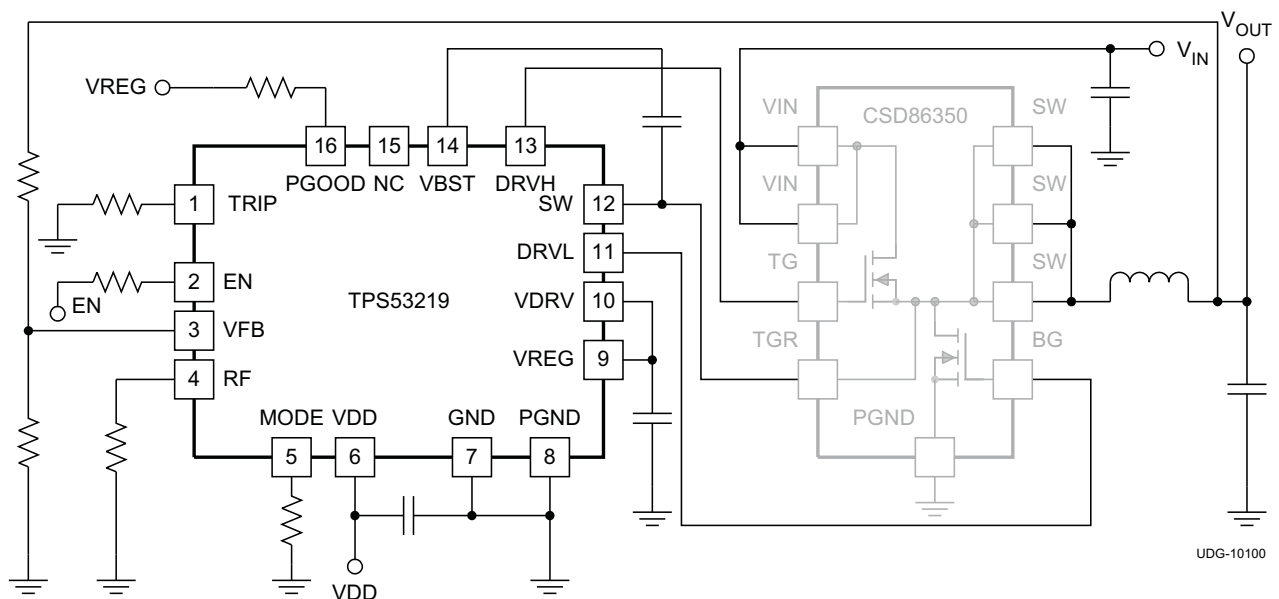 V_OUT
V_IN
VREG
VIN
CSD86350
SW
16
15
14
13
PGOOD
NC
VBST
DRVH
1
TRIP
SW
12
VIN
SW
DRVL
11
TG
SW
2
EN
EN
TPS53219
VDRV
10
3
VFB
TGR
BG
VREG
9
4
RF
MODE
VDD
GND
PGND
PGND
5
6
7
8
VDD
UDG-10100